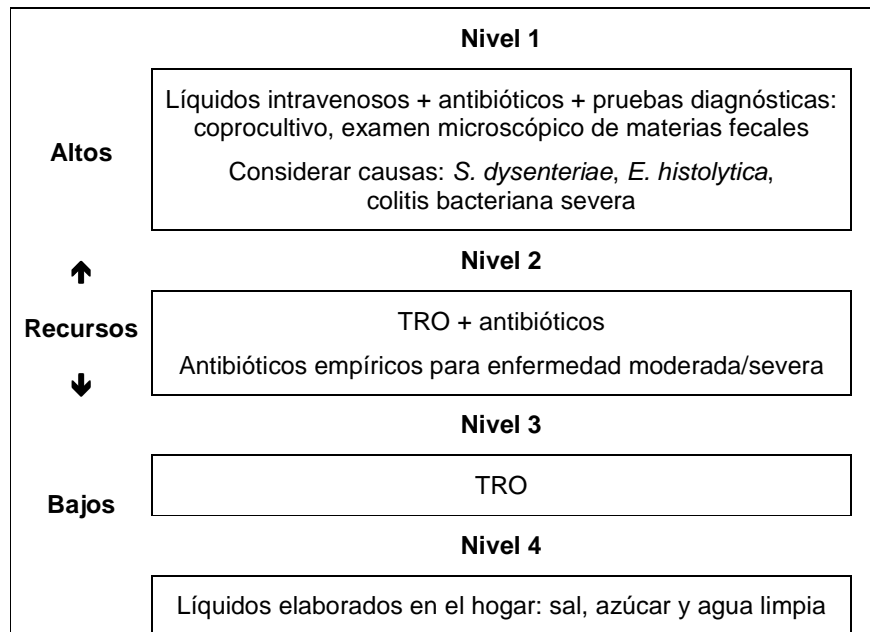 Nivel 1
Líquidos intravenosos + antibióticos + pruebas diagnósticas:
coprocultivo, examen microscópico de materias fecales
Altos
Considerar causas: S. dysenteriae, E. histolytica,
colitis bacteriana severa
Nivel 2
TRO + antibióticos
Recursos
Antibióticos empíricos para enfermedad moderada/severa
Nivel 3
TRO
Bajos
Nivel 4
Líquidos elaborados en el hogar: sal, azúcar y agua limpia